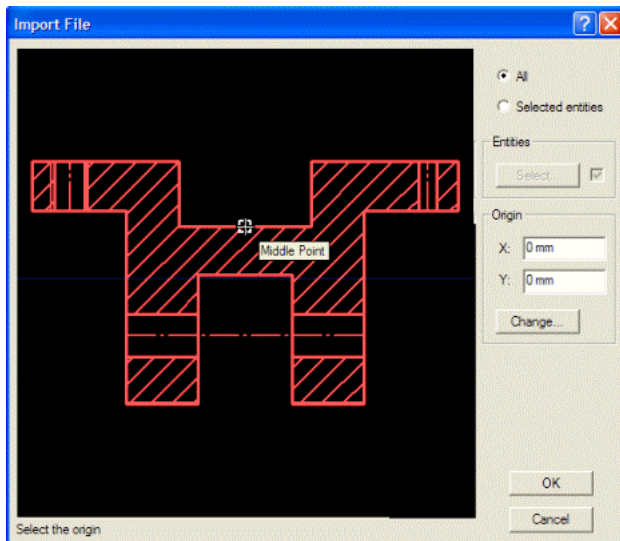 Import File
All
Selected entities
Entities
Select...
Origin
X: 0 mm
Y: 0 mm
Change...
Middle Point
OK
Cancel
Select the origin